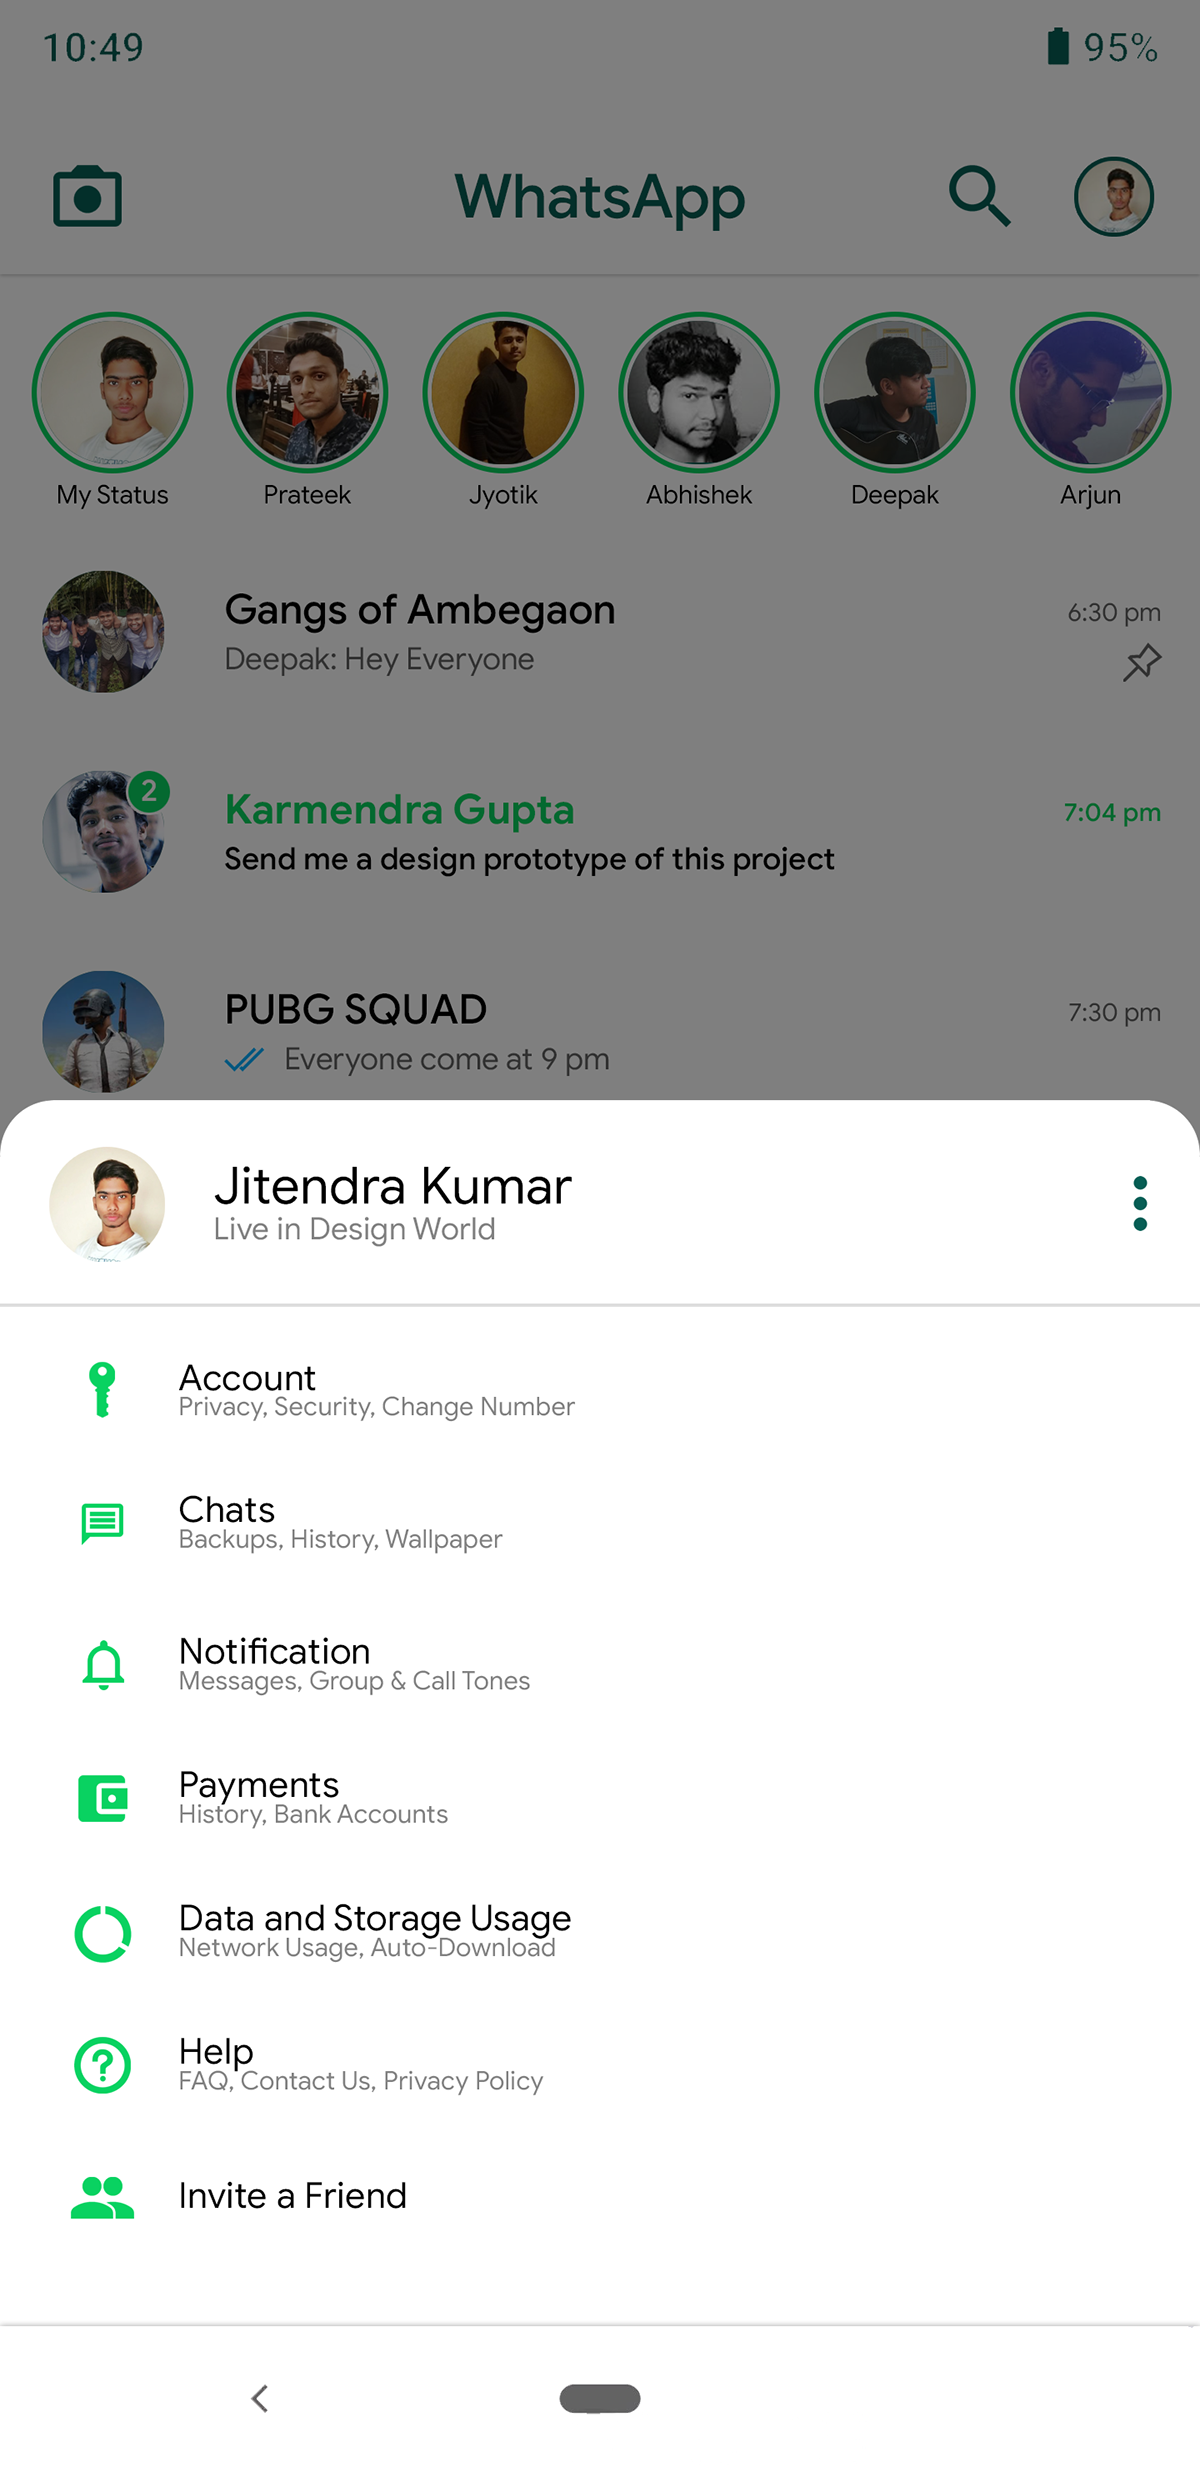 10:49
95%
WhatsApp
My Status
Prateek
Jyotik
Abhishek
Deepak
Arjun
Gangs of Ambegaon
6:30 pm
Deepak: Hey Everyone
2
Karmendra Gupta
7:04 pm
Send me a design prototype of this project
PUBG SQUAD
7:30 pm
Everyone come at 9 pm
Jitendra Kumar
Live in Design World
Account
Privacy, Security, Change Number
Chats
Backups, History, Wallpaper
Notification
Messages, Group & Call Tones
Payments
History, Bank Accounts
Data and Storage Usage
Network Usage, Auto-Download
Help
FAQ, Contact Us, Privacy Policy
Invite a Friend